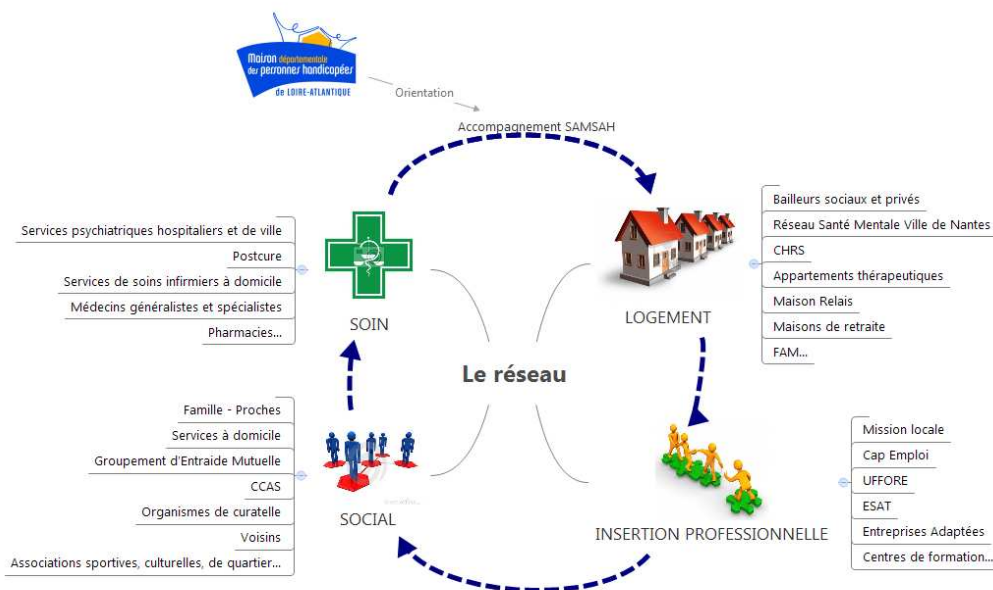 Maison départementale
des personnes handicapées
de LOIRE-ATLANTIQUE
Orientation
Accompagnement SAMSAH
Services psychiatriques hospitaliers et de ville
Postcure
Services de soins infirmiers à domicile
Médecins généralistes et spécialistes
Pharmacies...
SOIN
Bailleurs sociaux et privés
Réseau Santé Mentale Ville de Nantes
CHRS
Appartements thérapeutiques
Maison Relais
Maisons de retraite
FAM...
LOGEMENT
Le réseau
Famille - Proches
Services à domicile
Groupement d'Entraide Mutuelle
CCAS
Organismes de curatelle
Voisins
Associations sportives, culturelles, de quartier...
SOCIAL
Mission locale
Cap Emploi
UFFORE
ESAT
Entreprises Adaptées
Centres de formation...
INSERTION PROFESSIONNELLE